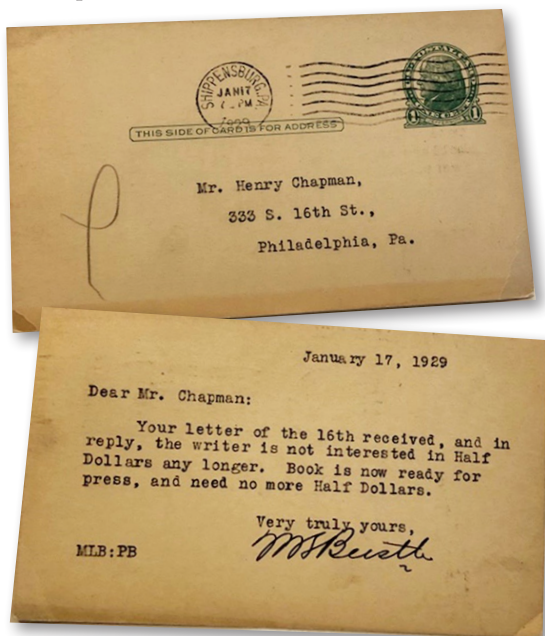 SHIPPENSBURG, PA.
JAN 17
PM
1929
THIS SIDE OF CARD IS FOR ADDRESS
Mr. Henry Chapman,
333 S. 16th St.,
Philadelphia, Pa.
January 17, 1929
Dear Mr. Chapman:
Your letter of the 16th received, and in
reply, the writer is not interested in Half
Dollars any longer. Book is now ready for
press, and need no more Half Dollars.
Very truly yours,
M L Beistle
MLB:PB